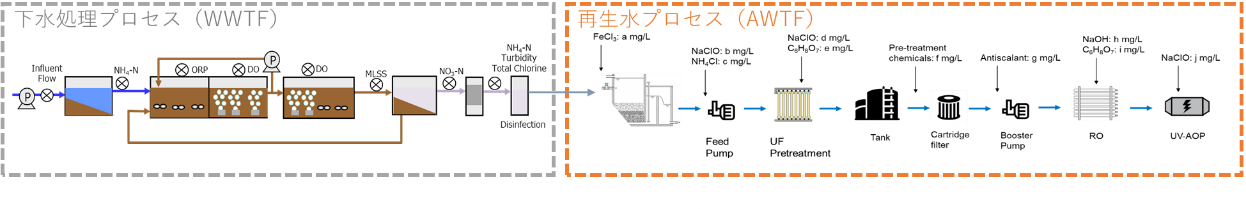 下水処理プロセス（WWTF）
再生水プロセス（AWTF）
Influent
Flow
P
NH₄-N
ORP
DO
P
DO
MLSS
NO₃-N
NH₄-N
Turbidity
Total Chlorine
Disinfection
FeCl₃: a mg/L
NaClO: b mg/L
NH₄Cl: c mg/L
Feed
Pump
NaClO: d mg/L
C₆H₈O₇: e mg/L
UF
Pretreatment
Tank
Pre-treatment
chemicals: f mg/L
Cartridge
filter
Antiscalant: g mg/L
Booster
Pump
NaOH: h mg/L
C₆H₈O₇: i mg/L
RO
NaClO: j mg/L
UV-AOP